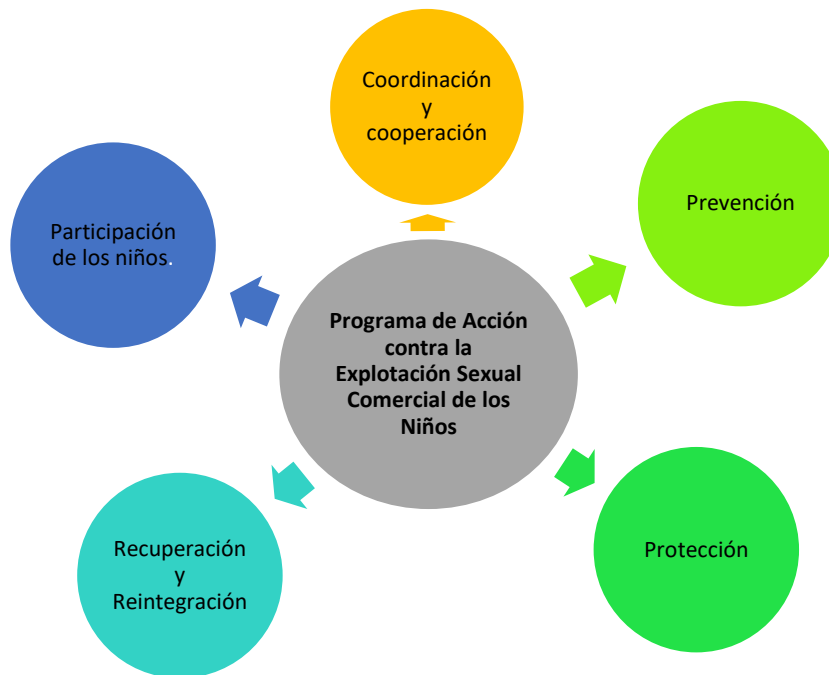 Coordinación
y
cooperación
Prevención
Participación
de los niños.
Programa de Acción
contra la
Explotación Sexual
Comercial de los
Niños
Recuperación
y
Reintegración
Protección